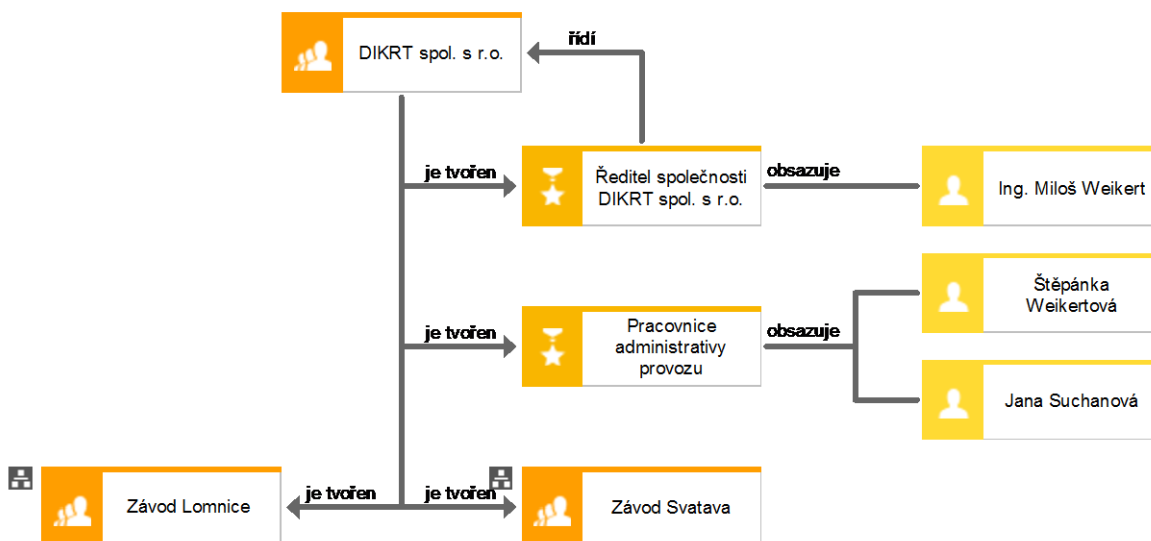 DIKRT spol. s r.o.
řídí
je tvořen
Ředitel společnosti
DIKRT spol. s r.o.
obsazuje
Ing. Miloš Weikert
je tvořen
Pracovnice
administrativy
provozu
obsazuje
Štěpánka
Weikertová
Jana Suchanová
Závod Lomnice
je tvořen
je tvořen
Závod Svatava